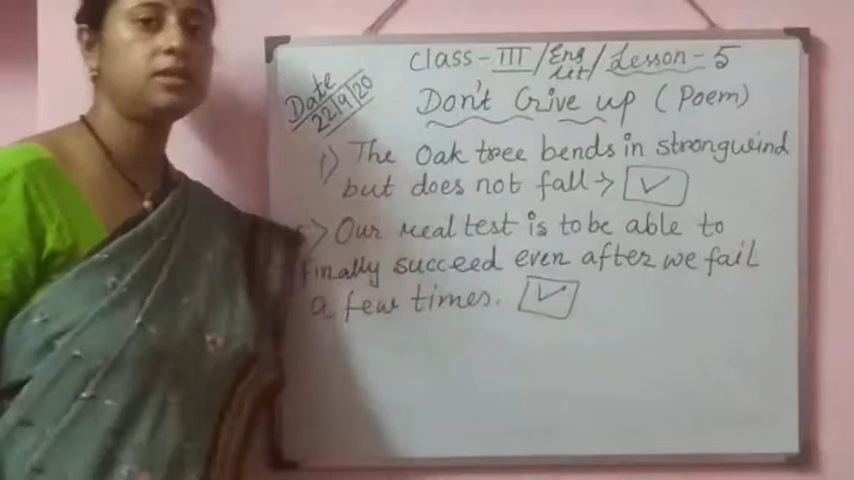 Class - III / Eng Lit / Lesson - 5
Date 22/9/20
Don't Give up (Poem)
1) The Oak tree bends in strong wind
but does not fall → ✓
> Our real test is to be able to
finally succeed even after we fail
a few times. ✓